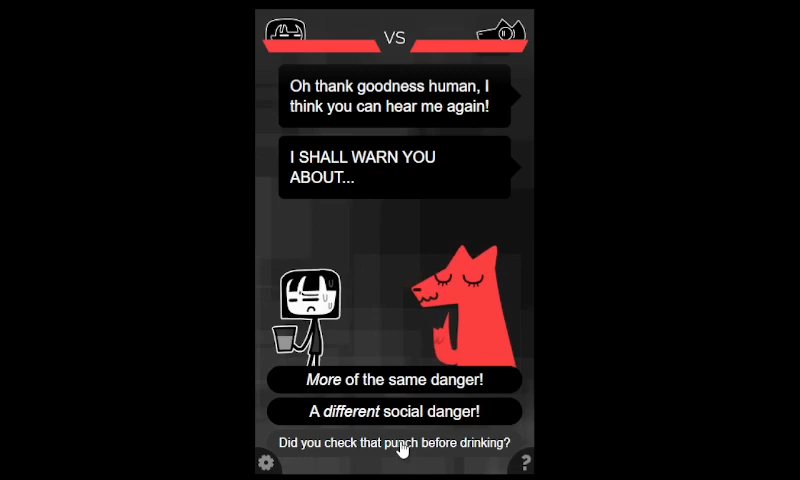 VS
Oh thank goodness human, I
think you can hear me again!
I SHALL WARN YOU
ABOUT...
More of the same danger!
A different social danger!
Did you check that punch before drinking?
?